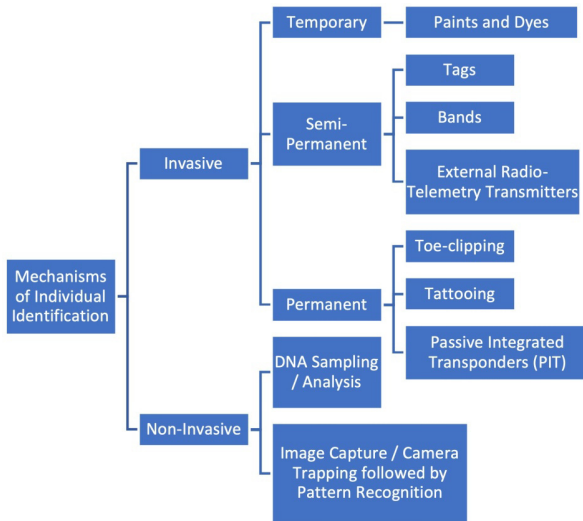 Mechanisms
of Individual
Identification
Invasive
Temporary
Paints and Dyes
Semi-
Permanent
Tags
Bands
External Radio-
Telemetry Transmitters
Permanent
Toe-clipping
Tattooing
Passive Integrated
Transponders (PIT)
Non-Invasive
DNA Sampling
/ Analysis
Image Capture / Camera
Trapping followed by
Pattern Recognition